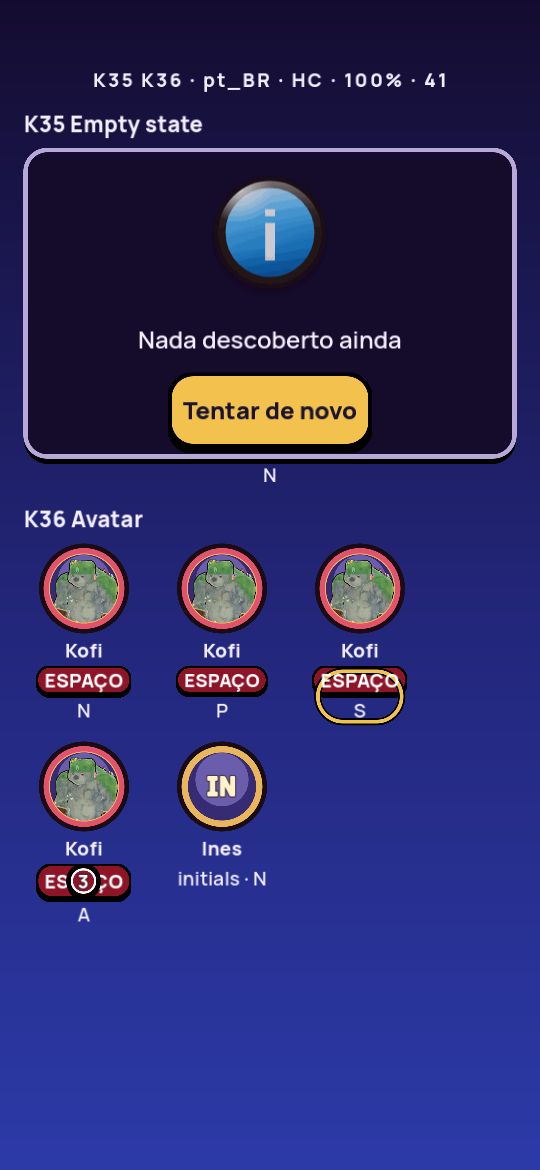 K35 K36 · pt_BR · HC · 100% · 41
K35 Empty state
i
Nada descoberto ainda
Tentar de novo
N
K36 Avatar
Kofi Kofi Kofi
ESPAÇO ESPAÇO ESPAÇO
N P S
IN
Kofi Ines
3 initials · N
A